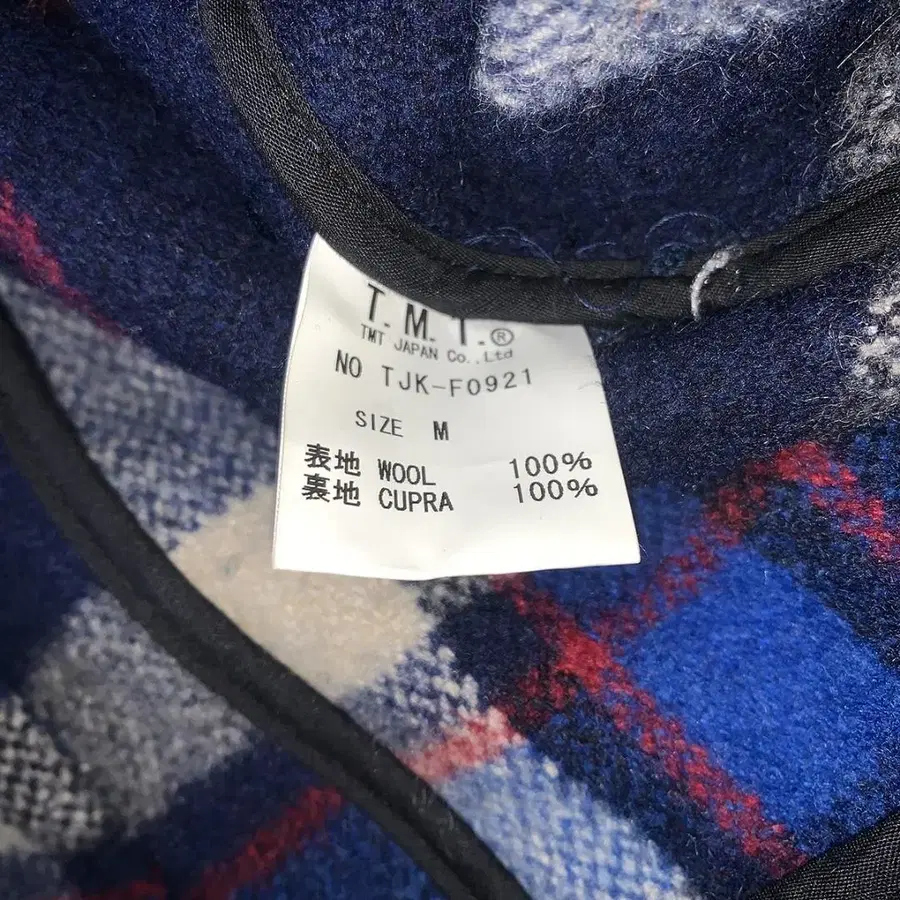 T.M.T.®
TMT JAPAN Co.,Ltd
NO TJK-F0921
SIZE M
表地 WOOL 100%
裏地 CUPRA 100%